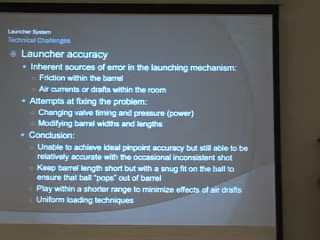 Launcher System
Technical Challenges
Launcher accuracy
Inherent sources of error in the launching mechanism:
Friction within the barrel
Air currents or drafts within the room
Attempts at fixing the problem:
Changing valve timing and pressure (power)
Modifying barrel widths and lengths
Conclusion:
Unable to achieve ideal pinpoint accuracy but still able to be
relatively accurate with the occasional inconsistent shot
Keep barrel length short but with a snug fit on the ball to
ensure that ball "pops" out of barrel
Play within a shorter range to minimize effects of air drafts
Uniform loading techniques